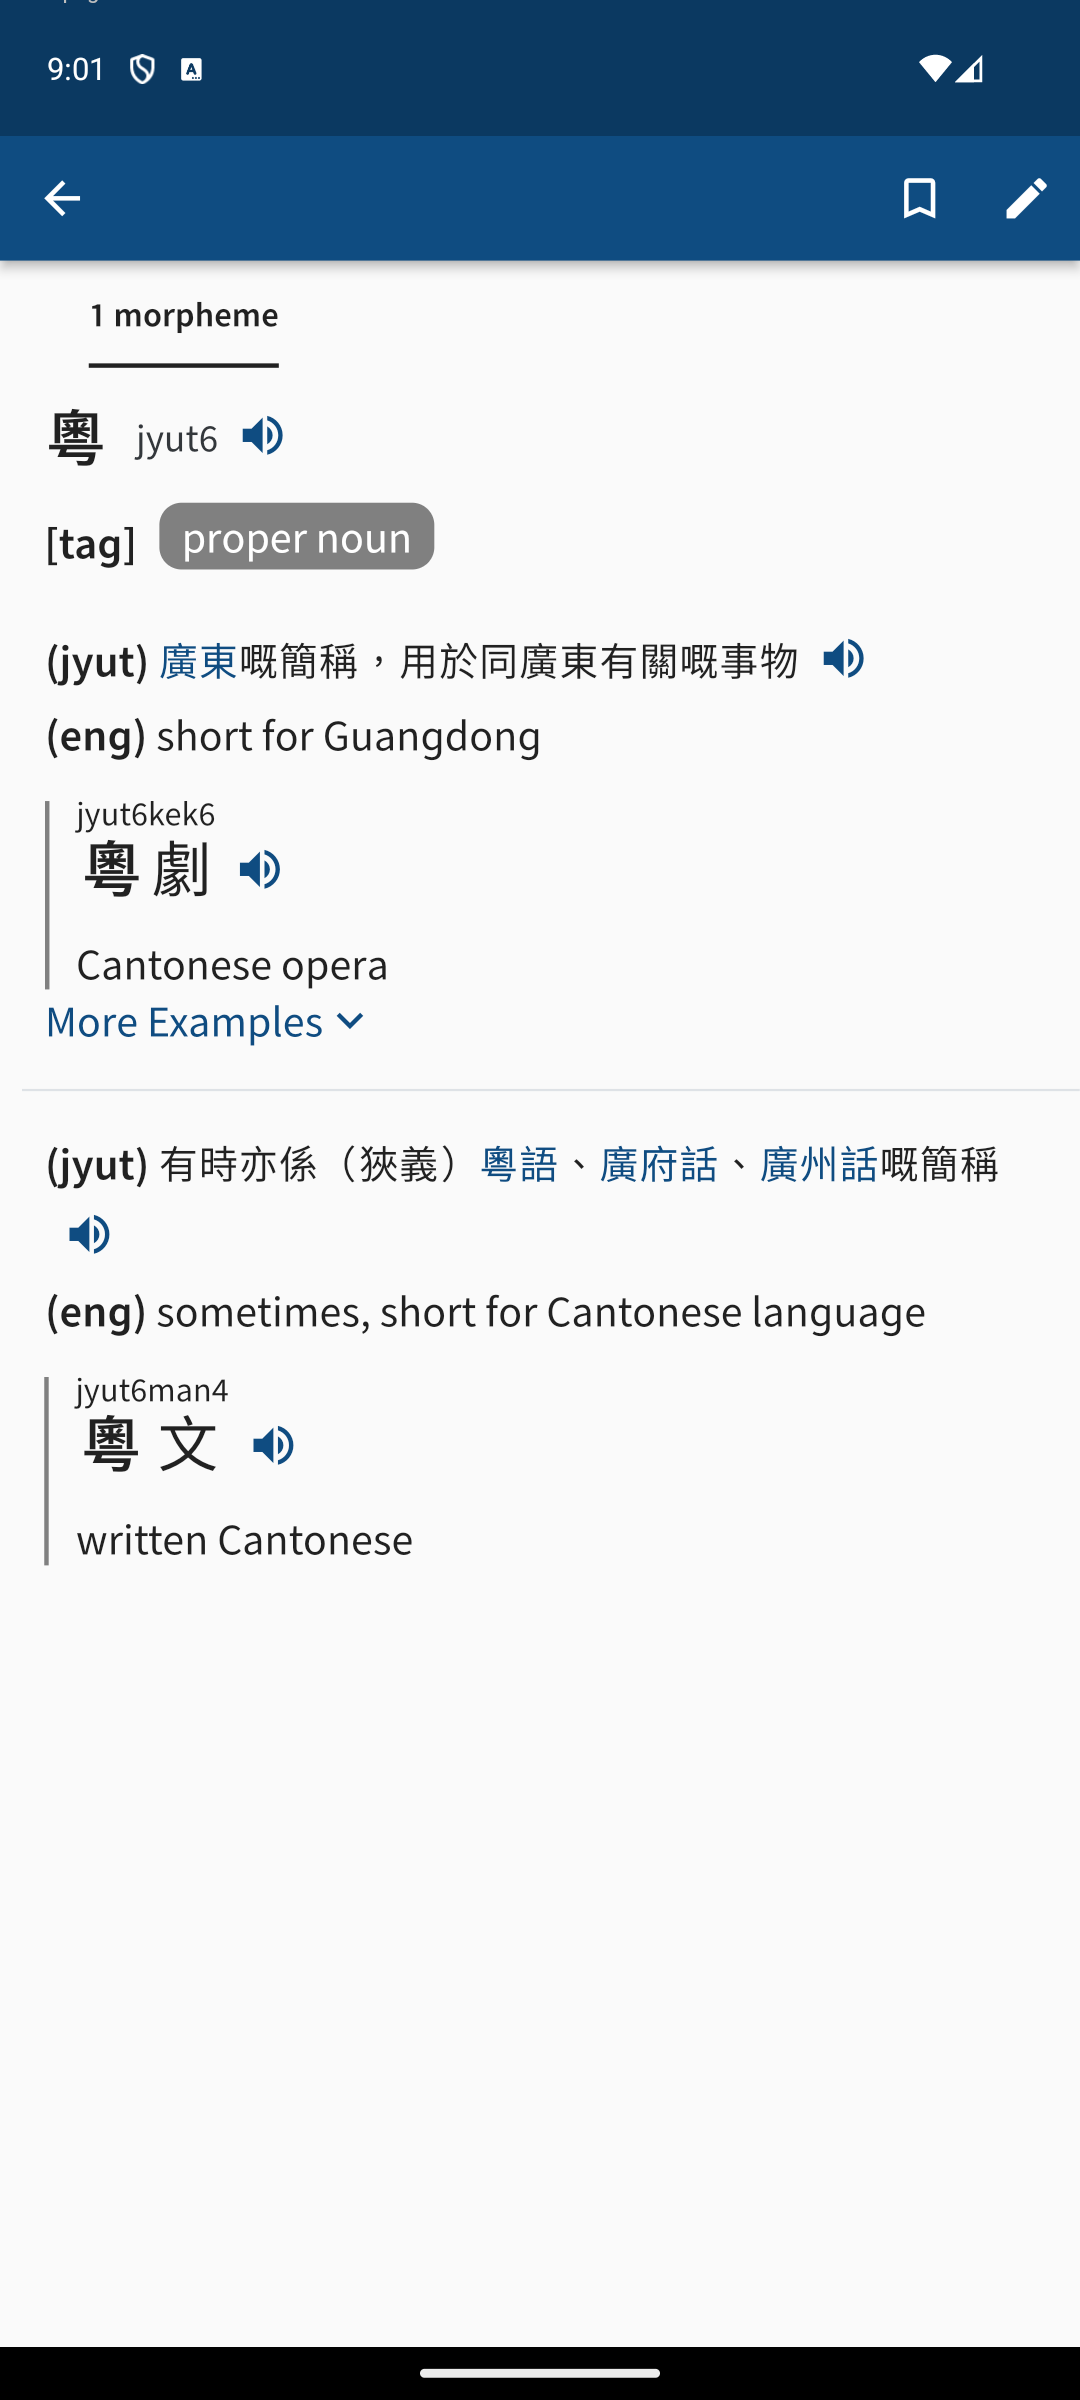 9:01
1 morpheme
粵 jyut6
[tag] proper noun
(jyut) 廣東嘅簡稱，用於同廣東有關嘅事物
(eng) short for Guangdong
jyut6kek6
粵劇
Cantonese opera
More Examples
(jyut) 有時亦係（狹義）粵語、廣府話、廣州話嘅簡稱
(eng) sometimes, short for Cantonese language
jyut6man4
粵文
written Cantonese